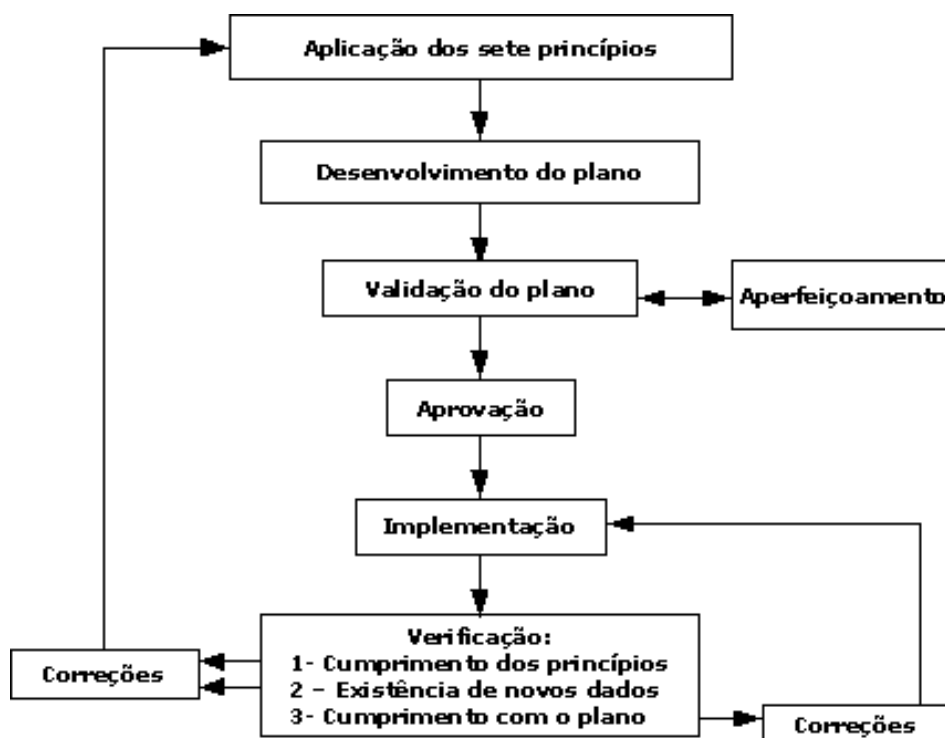 Aplicação dos sete princípios
Desenvolvimento do plano
Validação do plano
Aperfeiçoamento
Aprovação
Implementação
Verificação:
1- Cumprimento dos princípios
2 – Existência de novos dados
3- Cumprimento com o plano
Correções
Correções